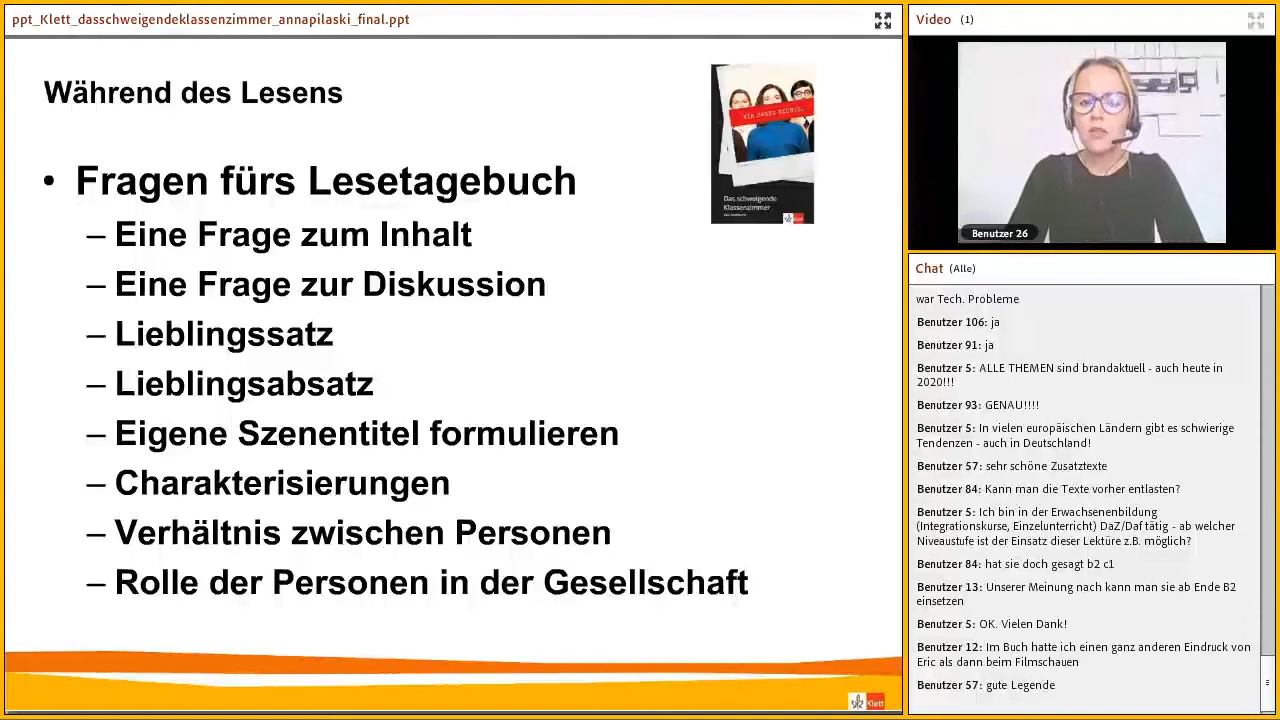 ppt_Klett_dasschweigendeklassenzimmer_annapilaski_final.ppt
Während des Lesens
WIR SAGEN NICHTS.
Das schweigende
Klassenzimmer
Klett
• Fragen fürs Lesetagebuch
– Eine Frage zum Inhalt
– Eine Frage zur Diskussion
– Lieblingssatz
– Lieblingsabsatz
– Eigene Szenentitel formulieren
– Charakterisierungen
– Verhältnis zwischen Personen
– Rolle der Personen in der Gesellschaft
Klett
Video (1)
Benutzer 26
Chat (Alle)
war Tech. Probleme
Benutzer 106: ja
Benutzer 91: ja
Benutzer 5: ALLE THEMEN sind brandaktuell - auch heute in
2020!!!
Benutzer 93: GENAU!!!!
Benutzer 5: In vielen europäischen Ländern gibt es schwierige
Tendenzen - auch in Deutschland!
Benutzer 57: sehr schöne Zusatztexte
Benutzer 84: Kann man die Texte vorher entlasten?
Benutzer 5: Ich bin in der Erwachsenenbildung
(Integrationskurse, Einzelunterricht) DaZ/Daf tätig - ab welcher
Niveaustufe ist der Einsatz dieser Lektüre z.B. möglich?
Benutzer 84: hat sie doch gesagt b2 c1
Benutzer 13: Unserer Meinung nach kann man sie ab Ende B2
einsetzen
Benutzer 5: OK. Vielen Dank!
Benutzer 12: Im Buch hatte ich einen ganz anderen Eindruck von
Eric als dann beim Filmschauen
Benutzer 57: gute Legende